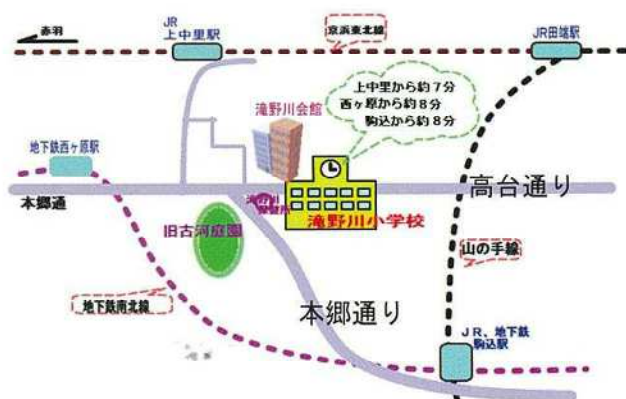 赤羽
JR
上中里駅
京浜東北線
JR田端駅
上中里から約7分
西ヶ原から約8分
駒込から約8分
滝野川会館
地下鉄西ヶ原駅
本郷通
高台通り
旧古河庭園
滝野川小学校
山の手線
地下鉄南北線
本郷通り
JR、地下鉄
駒込駅